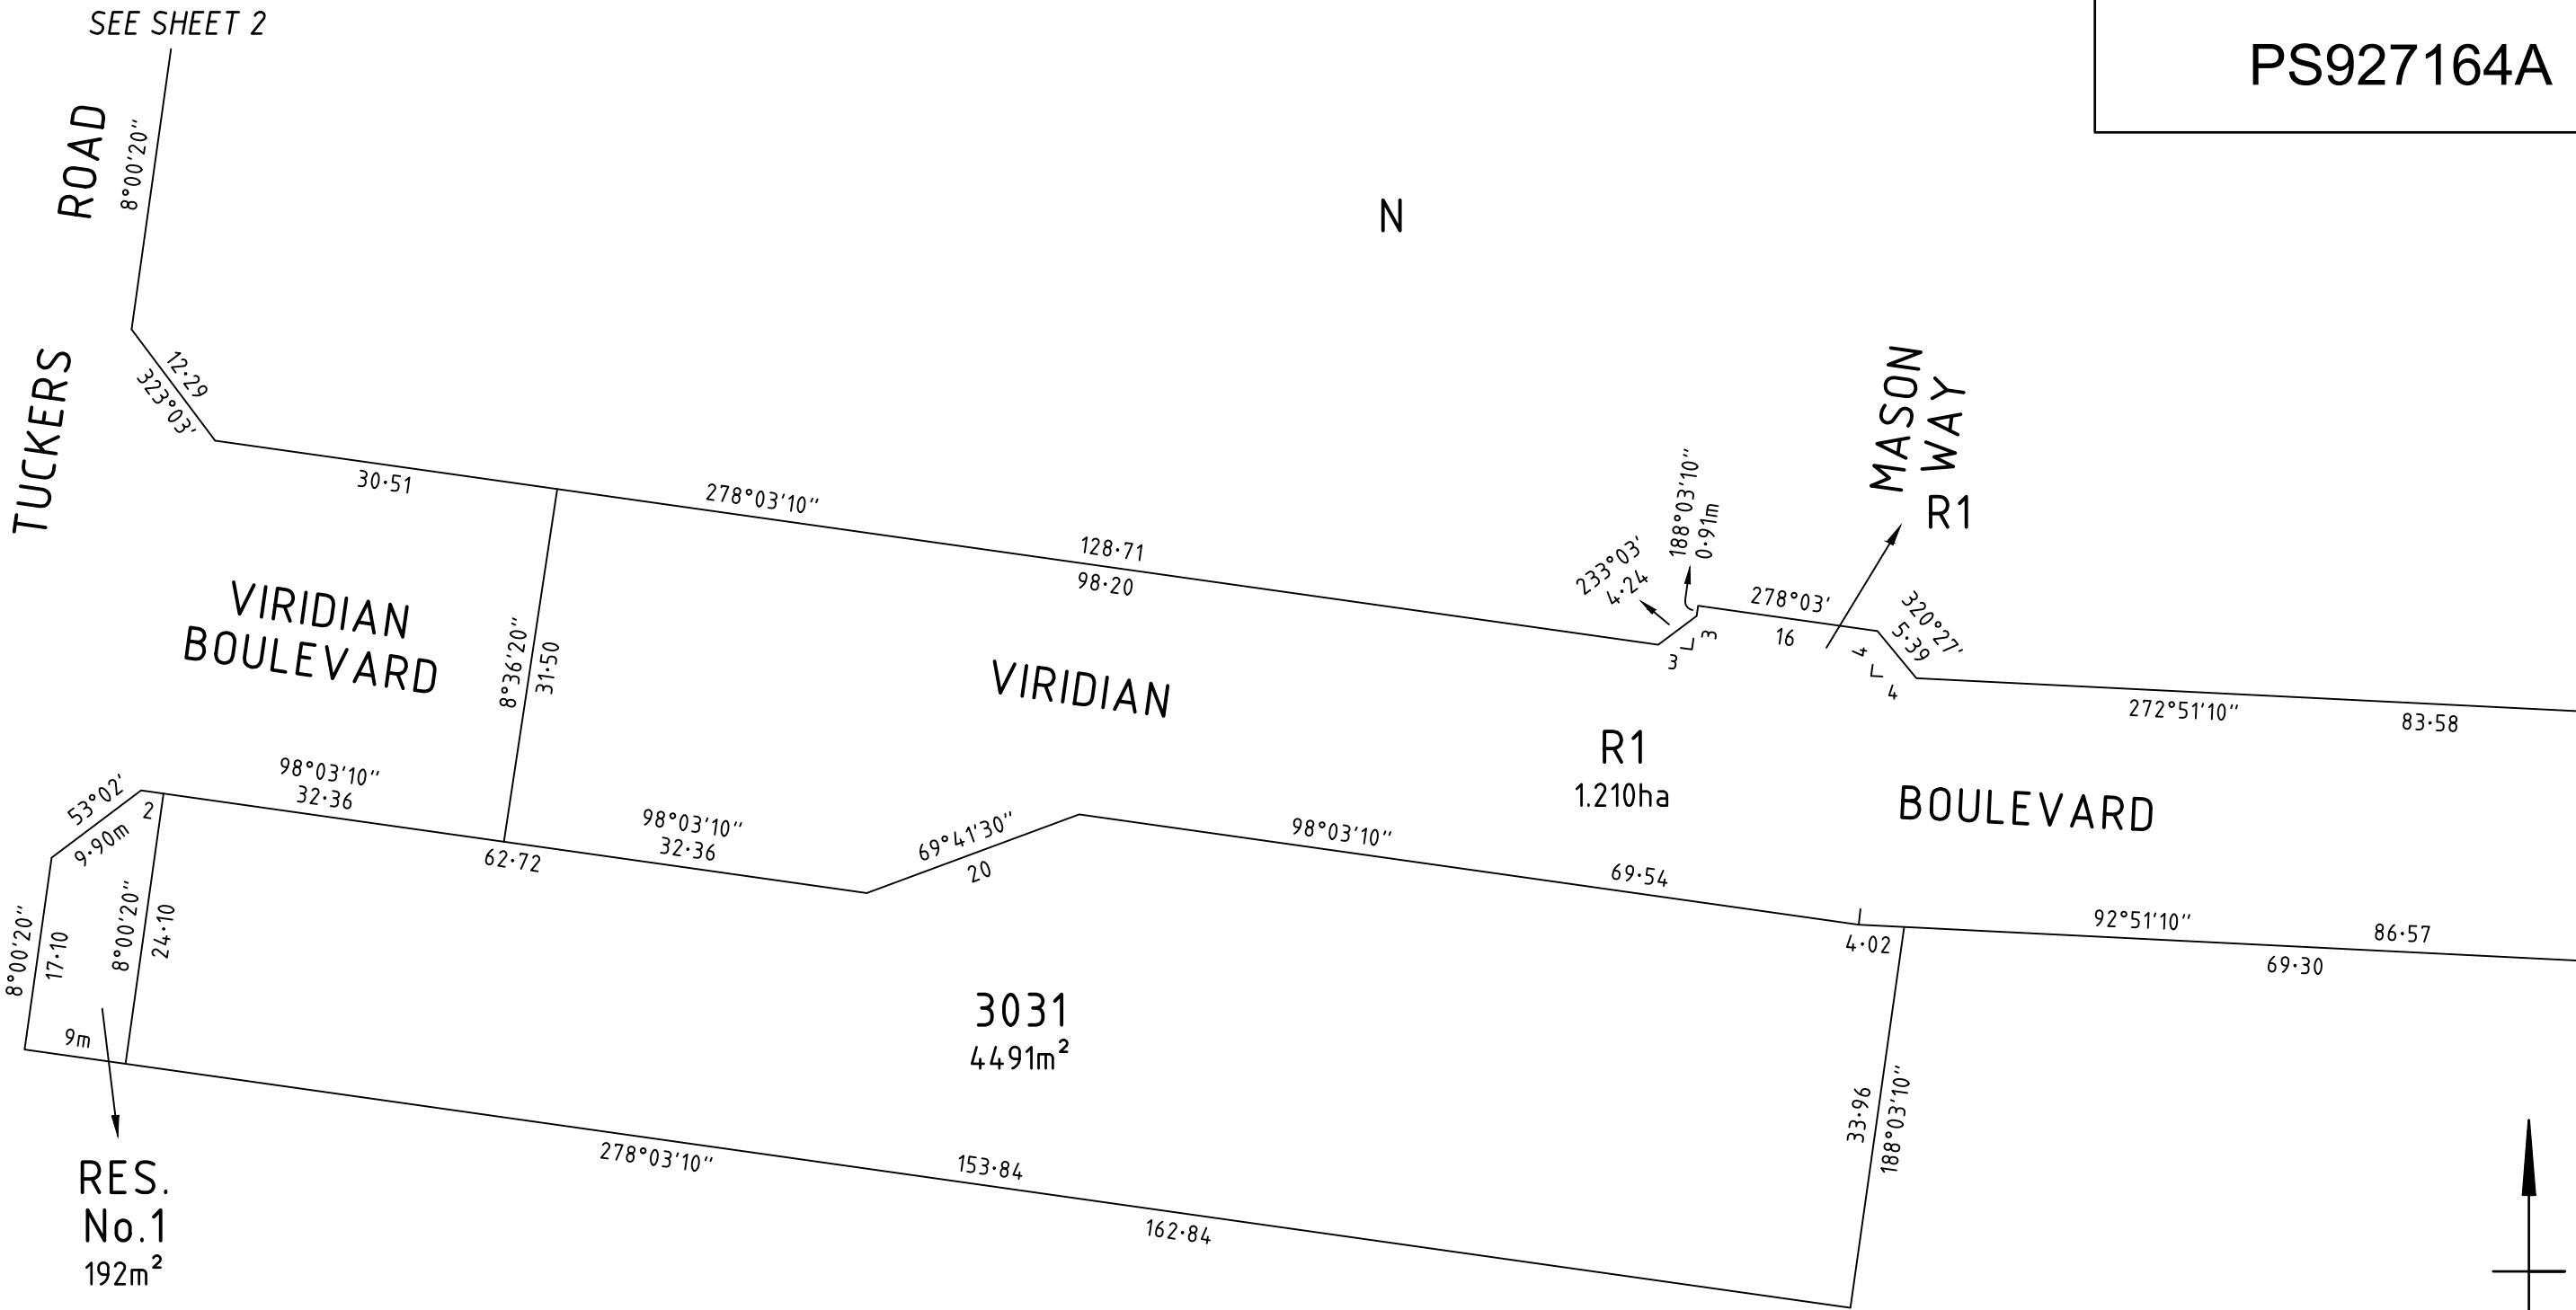 SEE SHEET 2
PS927164A
ROAD
8°00'20"
N
TUCKERS
12·29
323°03'
MASON
WAY
R1
30·51
278°03'10"
128·71
98·20
233°03'
4·24
188°03'10"
0·91m
3
3
278°03'
16
320°27'
5·39
4
4
272°51'10"
83·58
VIRIDIAN
BOULEVARD
8°36'20"
31·50
VIRIDIAN
R1
1.210ha
BOULEVARD
53°02'
9·90m
2
98°03'10"
32·36
98°03'10"
32·36
62·72
69°41'30"
20
98°03'10"
69·54
4·02
92°51'10"
86·57
69·30
8°00'20"
17·10
8°00'20"
24·10
9m
3031
4491m²
33·96
188°03'10"
RES.
No.1
192m²
278°03'10"
153·84
162·84